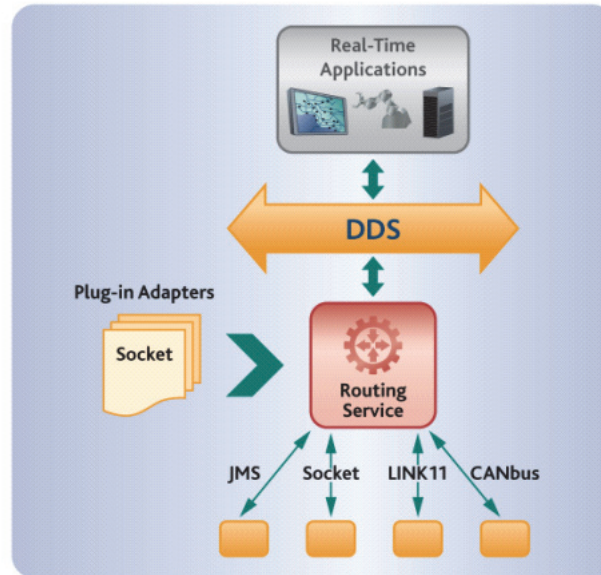 Real-Time
Applications
DDS
Plug-in Adapters
Socket
Routing
Service
JMS
Socket
LINK11
CANbus